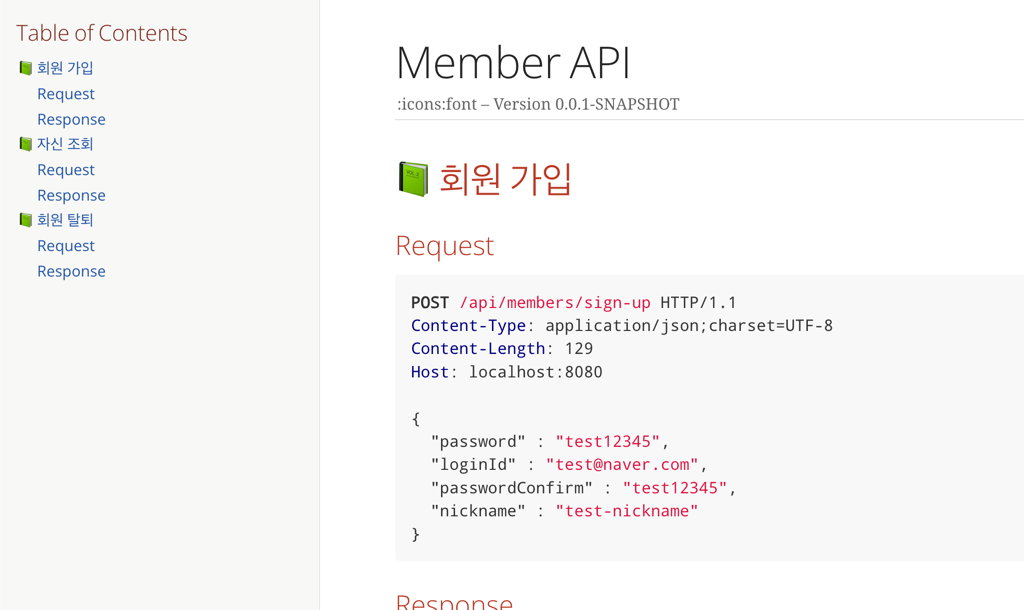 Table of Contents
회원 가입
Request
Response
자신 조회
Request
Response
회원 탈퇴
Request
Response
Member API
:icons:font – Version 0.0.1-SNAPSHOT
회원 가입
Request
POST /api/members/sign-up HTTP/1.1
Content-Type: application/json;charset=UTF-8
Content-Length: 129
Host: localhost:8080
{
  "password" : "test12345",
  "loginId" : "test@naver.com",
  "passwordConfirm" : "test12345",
  "nickname" : "test-nickname"
}
Response